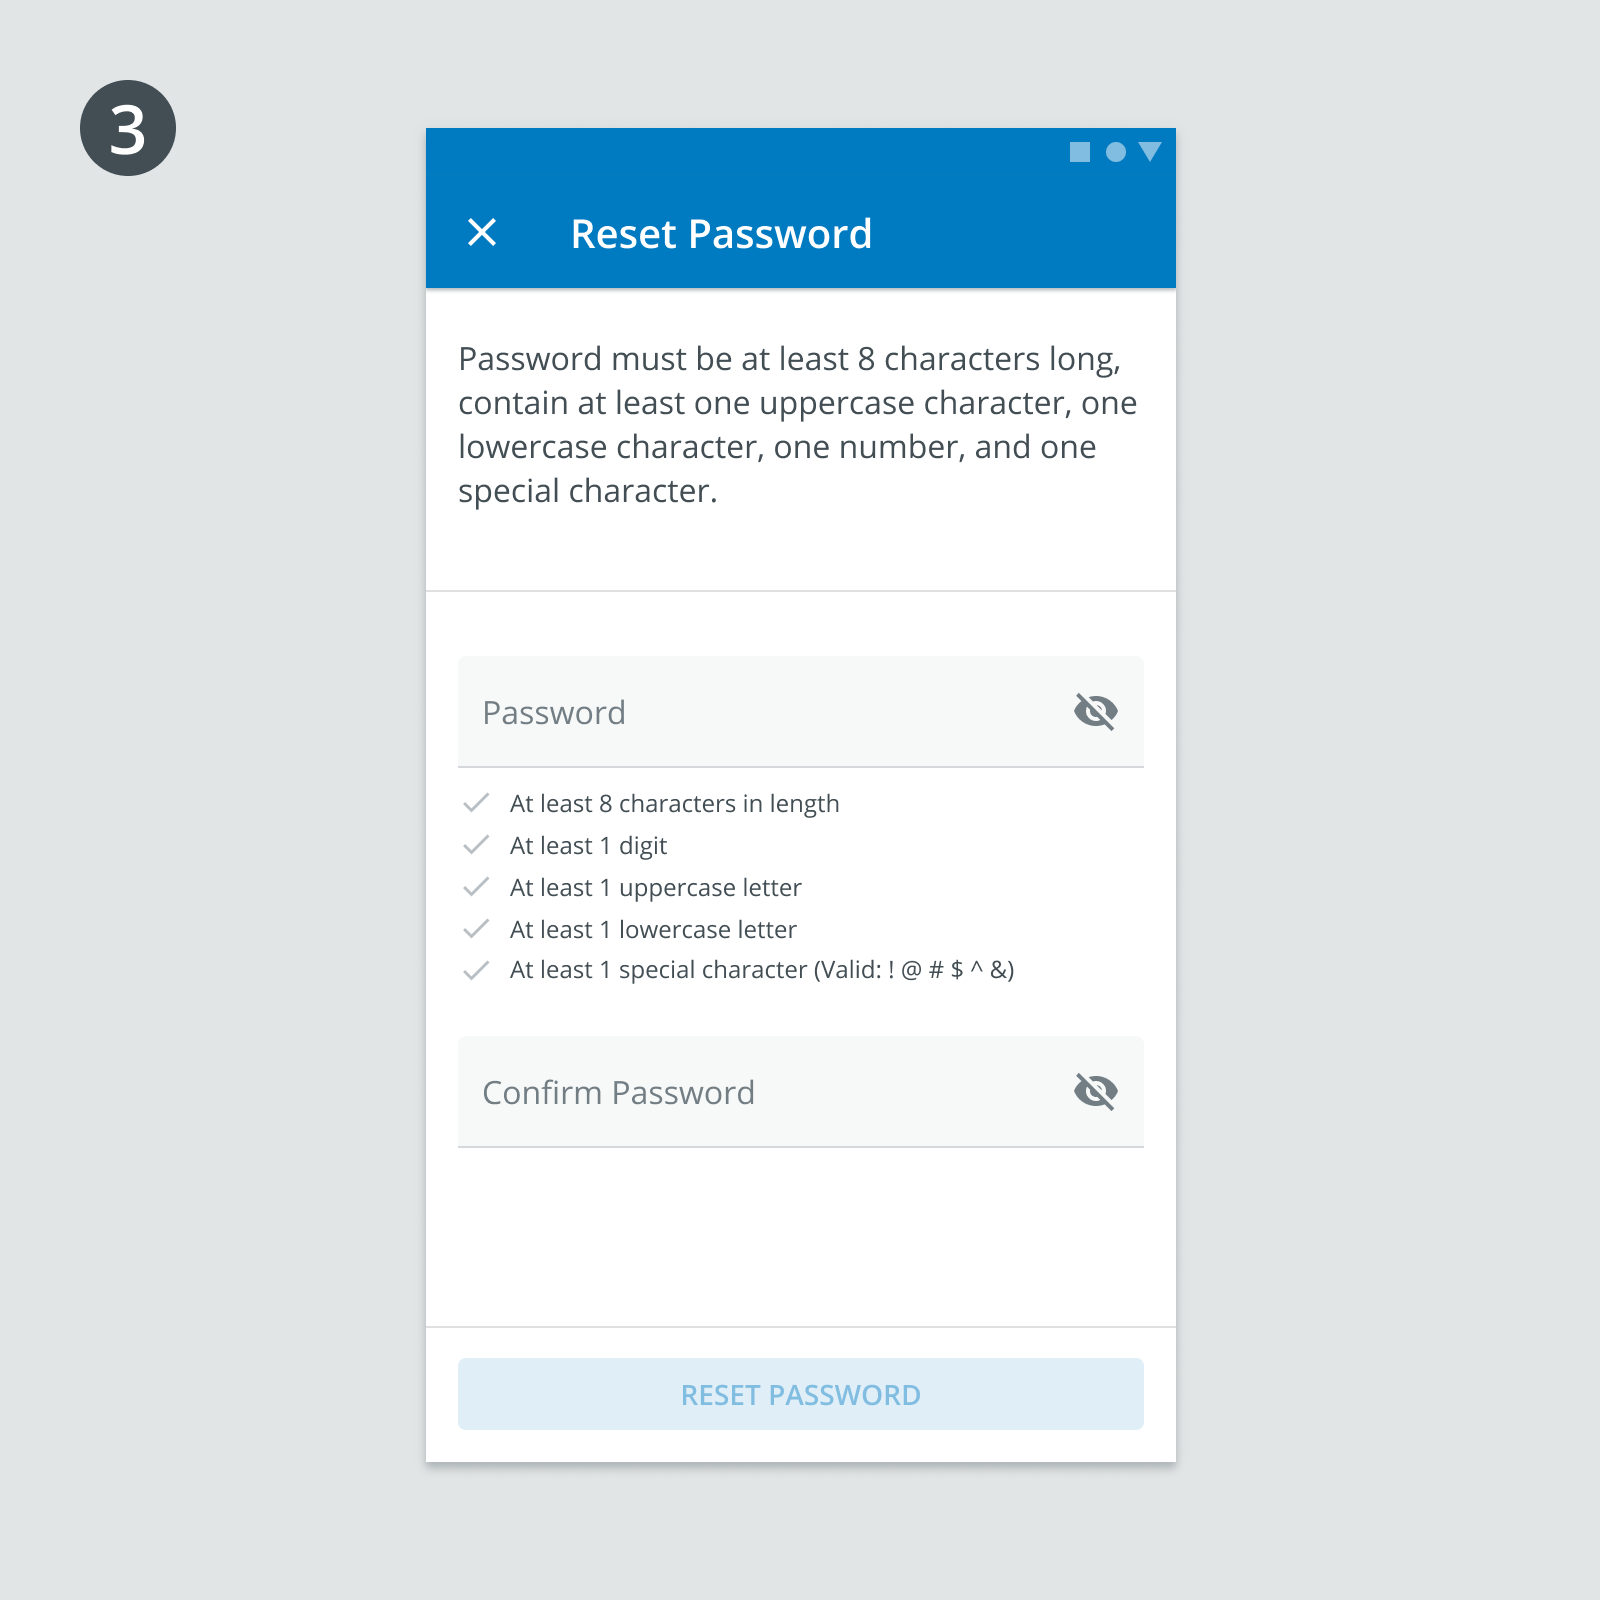 3
Reset Password
Password must be at least 8 characters long,
contain at least one uppercase character, one
lowercase character, one number, and one
special character.
Password
At least 8 characters in length
At least 1 digit
At least 1 uppercase letter
At least 1 lowercase letter
At least 1 special character (Valid: ! @ # $ ^ &)
Confirm Password
RESET PASSWORD